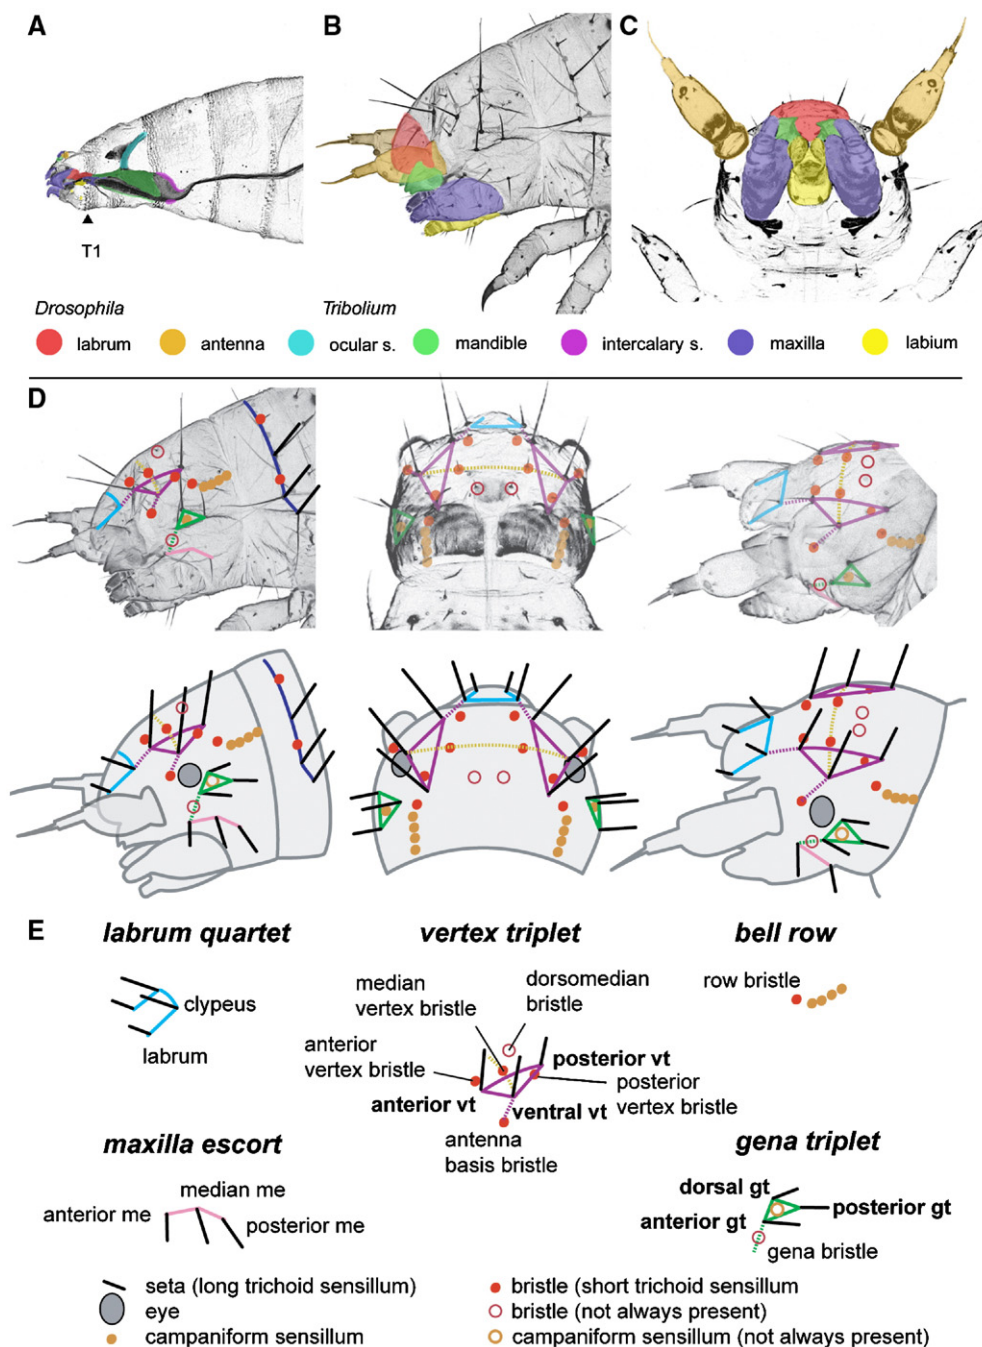 A
B
C
T1
Drosophila
Tribolium
labrum
antenna
ocular s.
mandible
intercalary s.
maxilla
labium
D
E
labrum quartet
vertex triplet
bell row
clypeus
labrum
median
vertex bristle
dorsomedian
bristle
anterior
vertex bristle
posterior vt
anterior vt
ventral vt
posterior
vertex bristle
antenna
basis bristle
row bristle
maxilla escort
gena triplet
median me
anterior me
posterior me
dorsal gt
anterior gt
posterior gt
gena bristle
seta (long trichoid sensillum)
eye
campaniform sensillum
bristle (short trichoid sensillum
bristle (not always present)
campaniform sensillum (not always present)